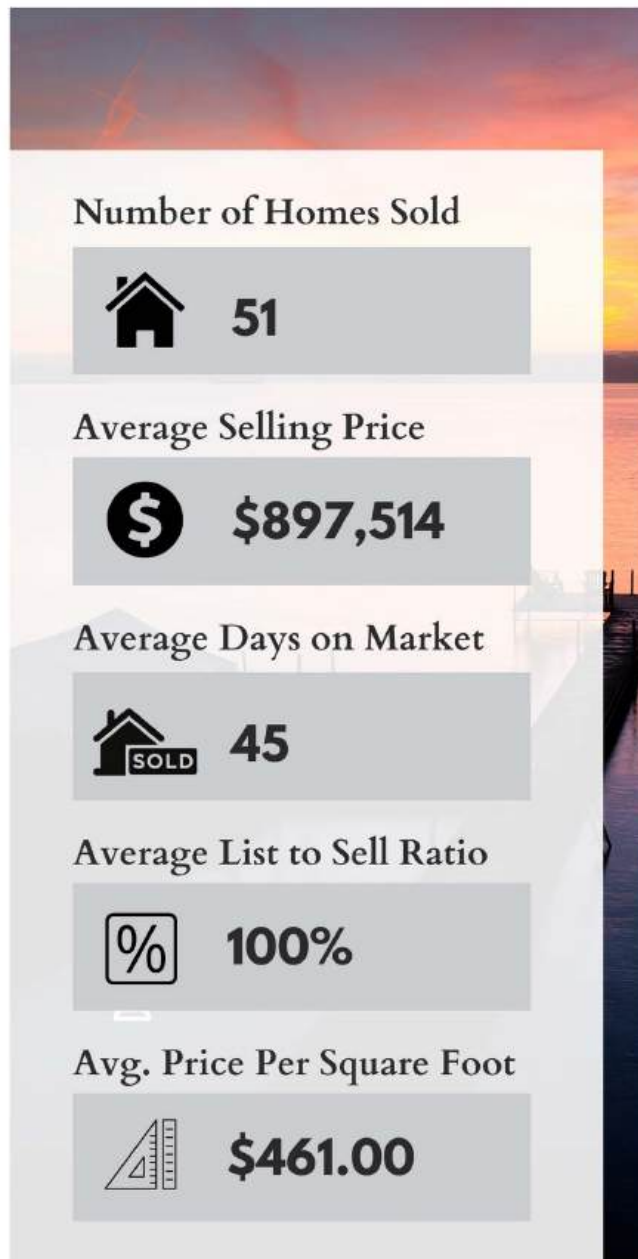 Number of Homes Sold
51
Average Selling Price
$
$897,514
Average Days on Market
SOLD
45
Average List to Sell Ratio
%
100%
Avg. Price Per Square Foot
$461.00